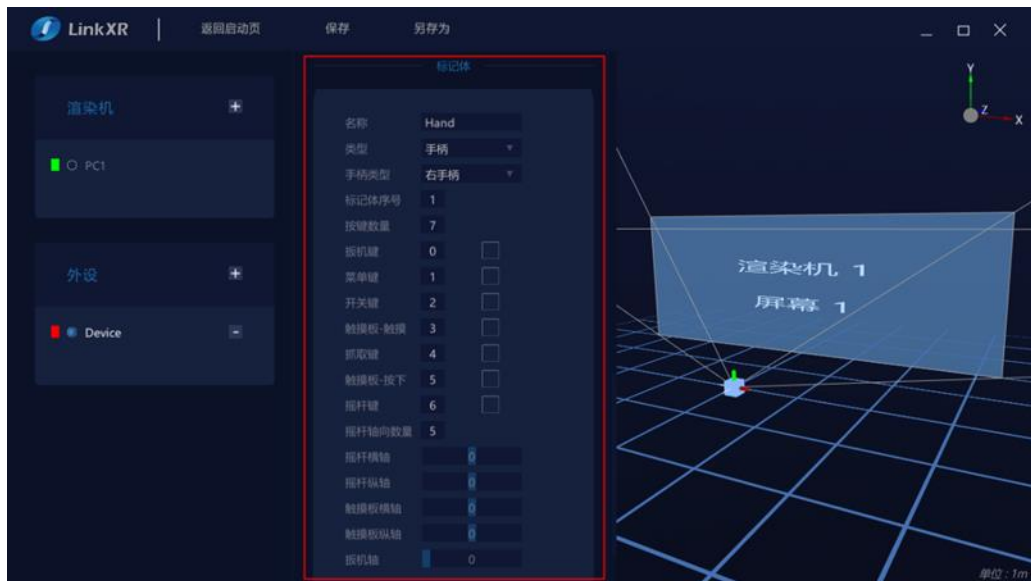 LinkXR 返回启动页 保存 另存为
渲染机
PC1
外设
Device
标记体
名称 Hand
类型 手柄
手柄类型 右手柄
标记体序号 1
按键数量 7
扳机键 0
菜单键 1
开关键 2
触摸板-触摸 3
抓取键 4
触摸板-按下 5
摇杆键 6
摇杆轴向数量 5
摇杆横轴 0
摇杆纵轴 0
触摸板横轴 0
触摸板纵轴 0
扳机轴 0
Y
Z
X
渲染机 1
屏幕 1
单位：1m